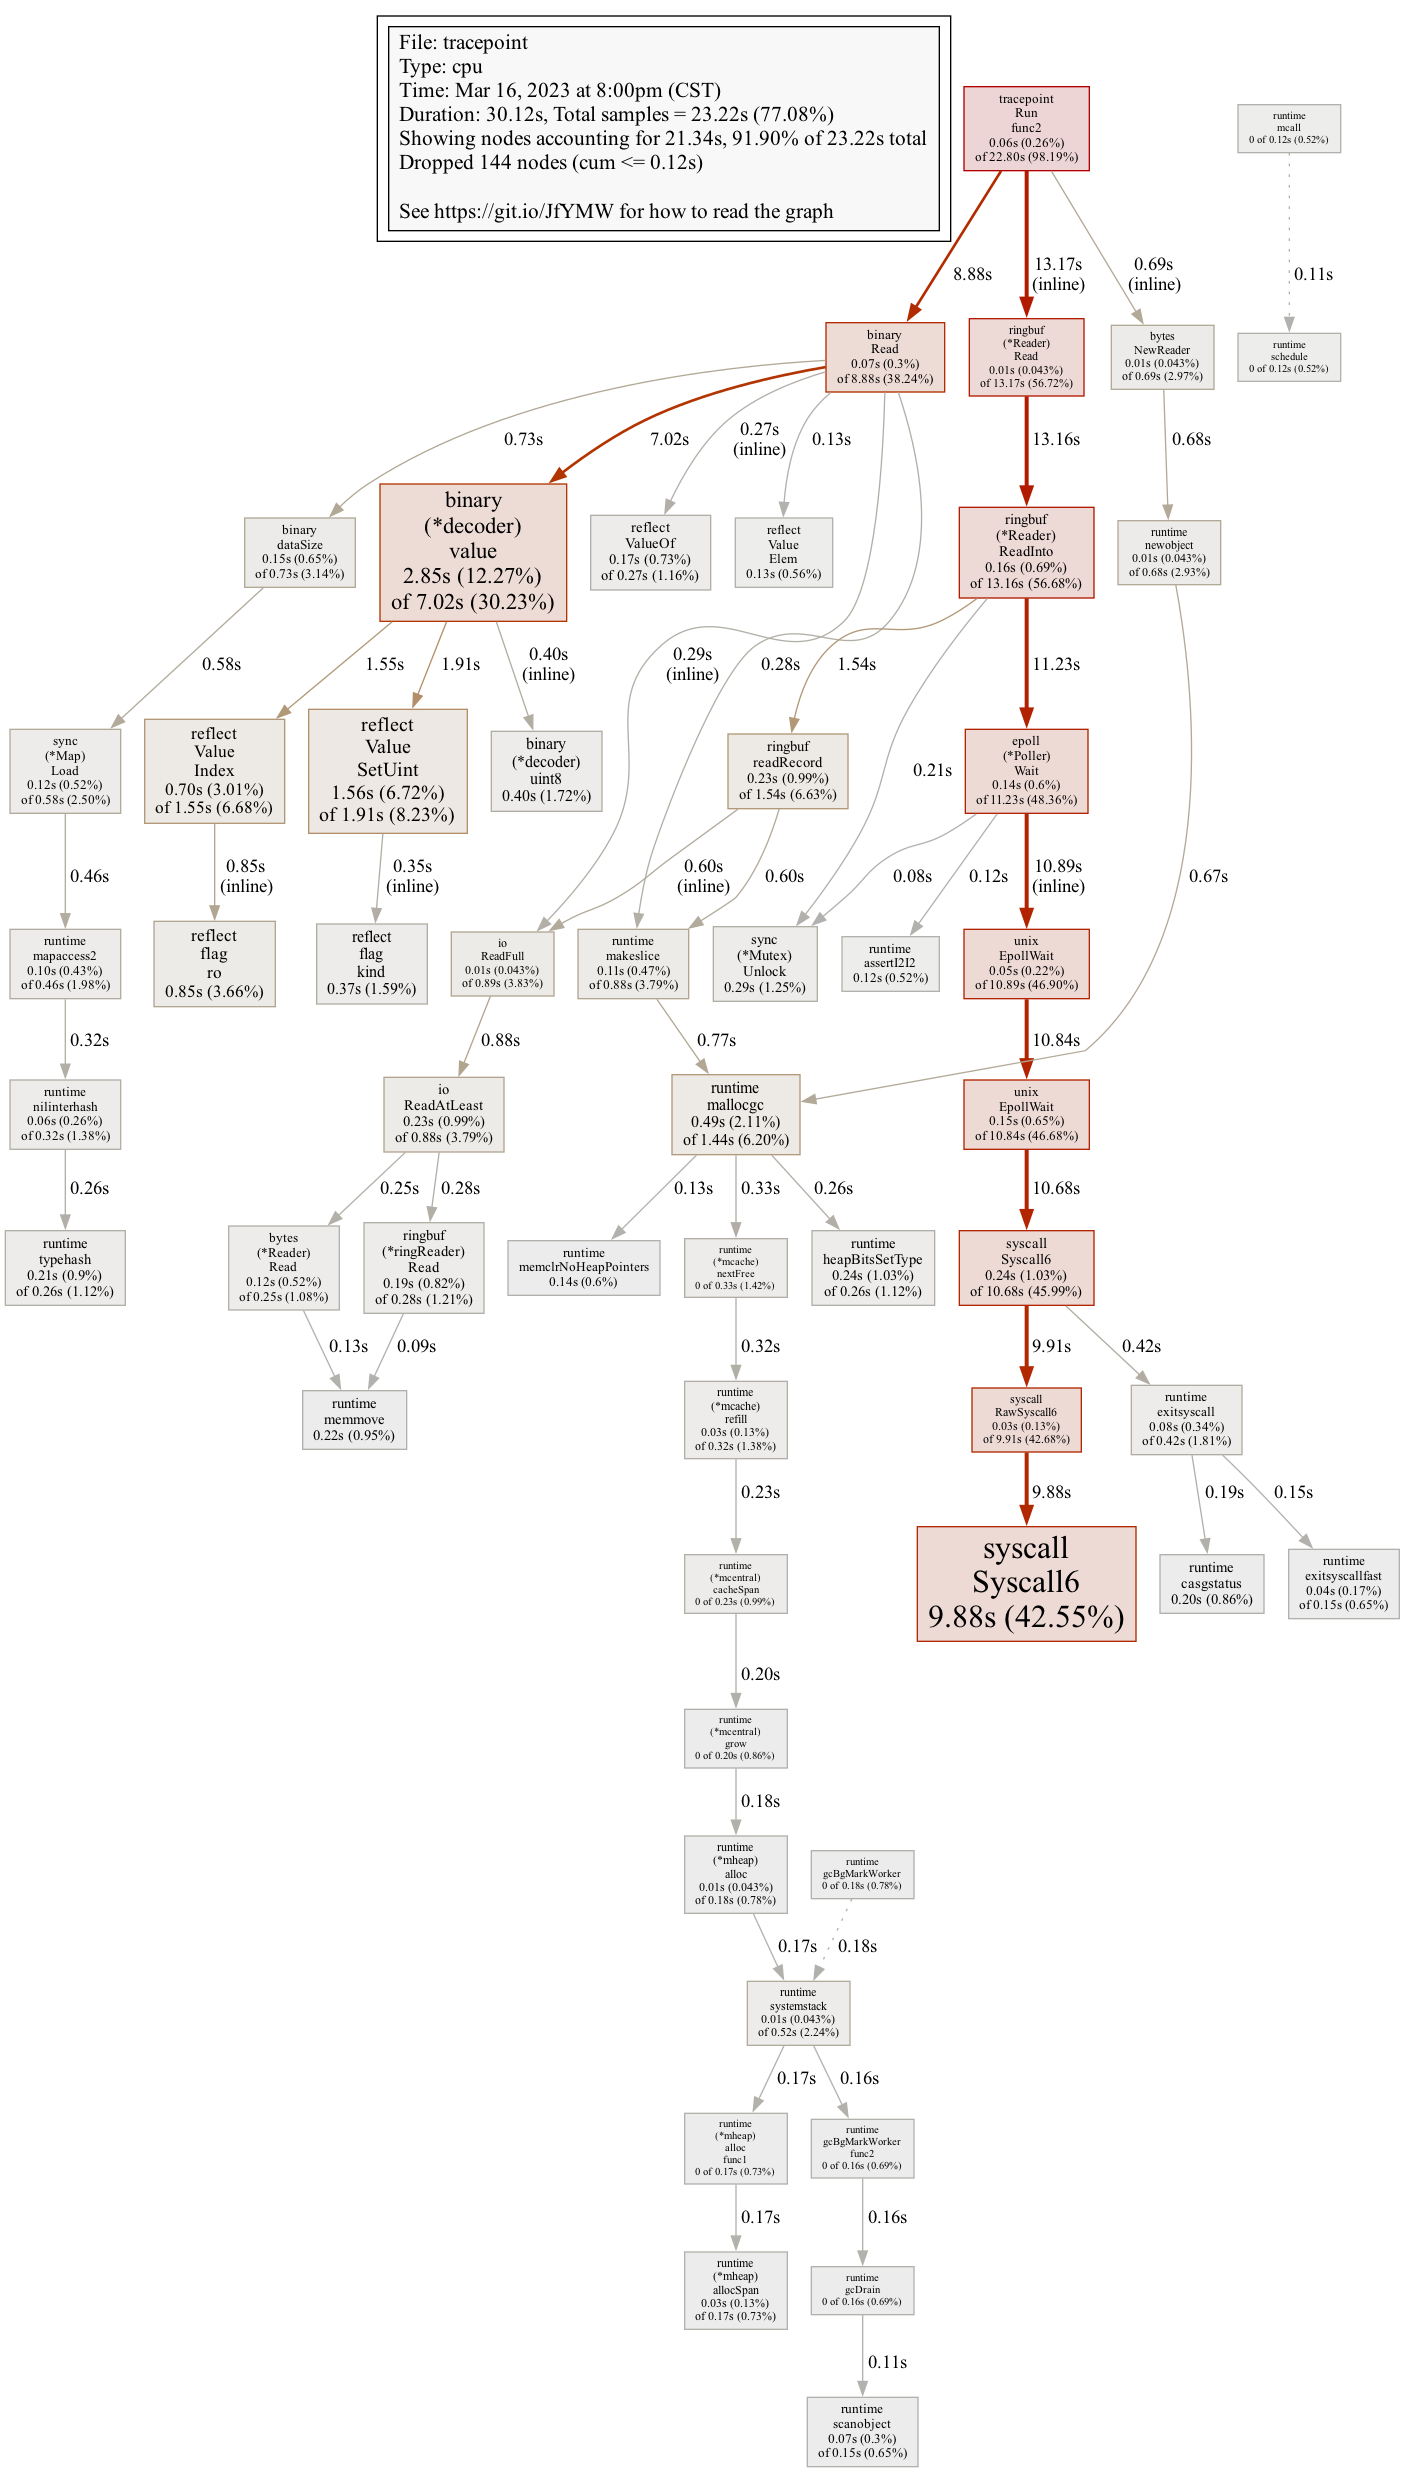 File: tracepoint
Type: cpu
Time: Mar 16, 2023 at 8:00pm (CST)
Duration: 30.12s, Total samples = 23.22s (77.08%)
Showing nodes accounting for 21.34s, 91.90% of 23.22s total
Dropped 144 nodes (cum <= 0.12s)
See https://git.io/JfYMW for how to read the graph
tracepoint
Run
func2
0.06s (0.26%)
of 22.80s (98.19%)
runtime
mcall
0 of 0.12s (0.52%)
8.88s
13.17s
(inline)
0.69s
(inline)
0.11s
binary
Read
0.07s (0.3%)
of 8.88s (38.24%)
ringbuf
(*Reader)
Read
0.01s (0.043%)
of 13.17s (56.72%)
bytes
NewReader
0.01s (0.043%)
of 0.69s (2.97%)
runtime
schedule
0 of 0.12s (0.52%)
0.73s
7.02s
0.27s
(inline)
0.13s
13.16s
0.68s
binary
dataSize
0.15s (0.65%)
of 0.73s (3.14%)
binary
(*decoder)
value
2.85s (12.27%)
of 7.02s (30.23%)
reflect
ValueOf
0.17s (0.73%)
of 0.27s (1.16%)
reflect
Value
Elem
0.13s (0.56%)
ringbuf
(*Reader)
ReadInto
0.16s (0.69%)
of 13.16s (56.68%)
runtime
newobject
0.01s (0.043%)
of 0.68s (2.93%)
0.58s
1.55s
1.91s
0.40s
(inline)
0.29s
(inline)
0.28s
1.54s
11.23s
sync
(*Map)
Load
0.12s (0.52%)
of 0.58s (2.50%)
reflect
Value
Index
0.70s (3.01%)
of 1.55s (6.68%)
reflect
Value
SetUint
1.56s (6.72%)
of 1.91s (8.23%)
binary
(*decoder)
uint8
0.40s (1.72%)
ringbuf
readRecord
0.23s (0.99%)
of 1.54s (6.63%)
0.21s
epoll
(*Poller)
Wait
0.14s (0.6%)
of 11.23s (48.36%)
0.46s
0.85s
(inline)
0.35s
(inline)
0.60s
(inline)
0.60s
0.08s
0.12s
10.89s
(inline)
0.67s
runtime
mapaccess2
0.10s (0.43%)
of 0.46s (1.98%)
reflect
flag
ro
0.85s (3.66%)
reflect
flag
kind
0.37s (1.59%)
io
ReadFull
0.01s (0.043%)
of 0.89s (3.83%)
runtime
makeslice
0.11s (0.47%)
of 0.88s (3.79%)
sync
(*Mutex)
Unlock
0.29s (1.25%)
runtime
assertI2I2
0.12s (0.52%)
unix
EpollWait
0.05s (0.22%)
of 10.89s (46.90%)
0.32s
0.88s
0.77s
10.84s
runtime
nilinterhash
0.06s (0.26%)
of 0.32s (1.38%)
io
ReadAtLeast
0.23s (0.99%)
of 0.88s (3.79%)
runtime
mallocgc
0.49s (2.11%)
of 1.44s (6.20%)
unix
EpollWait
0.15s (0.65%)
of 10.84s (46.68%)
0.26s
0.25s
0.28s
0.13s
0.33s
0.26s
10.68s
runtime
typehash
0.21s (0.9%)
of 0.26s (1.12%)
bytes
(*Reader)
Read
0.12s (0.52%)
of 0.25s (1.08%)
ringbuf
(*ringReader)
Read
0.19s (0.82%)
of 0.28s (1.21%)
runtime
memclrNoHeapPointers
0.14s (0.6%)
runtime
(*mcache)
nextFree
0 of 0.33s (1.42%)
runtime
heapBitsSetType
0.24s (1.03%)
of 0.26s (1.12%)
syscall
Syscall6
0.24s (1.03%)
of 10.68s (45.99%)
0.13s
0.09s
0.32s
9.91s
0.42s
runtime
memmove
0.22s (0.95%)
runtime
(*mcache)
refill
0.03s (0.13%)
of 0.32s (1.38%)
syscall
RawSyscall6
0.03s (0.13%)
of 9.91s (42.68%)
runtime
exitsyscall
0.08s (0.34%)
of 0.42s (1.81%)
0.23s
9.88s
0.19s
0.15s
runtime
(*mcentral)
cacheSpan
0 of 0.23s (0.99%)
syscall
Syscall6
9.88s (42.55%)
runtime
casgstatus
0.20s (0.86%)
runtime
exitsyscallfast
0.04s (0.17%)
of 0.15s (0.65%)
0.20s
runtime
(*mcentral)
grow
0 of 0.20s (0.86%)
0.18s
runtime
(*mheap)
alloc
0.01s (0.043%)
of 0.18s (0.78%)
runtime
gcBgMarkWorker
0 of 0.18s (0.78%)
0.17s
0.18s
runtime
systemstack
0.01s (0.043%)
of 0.52s (2.24%)
0.17s
0.16s
runtime
(*mheap)
alloc
func1
0 of 0.17s (0.73%)
runtime
gcBgMarkWorker
func2
0 of 0.16s (0.69%)
0.17s
0.16s
runtime
(*mheap)
allocSpan
0.03s (0.13%)
of 0.17s (0.73%)
runtime
gcDrain
0 of 0.16s (0.69%)
0.11s
runtime
scanobject
0.07s (0.3%)
of 0.15s (0.65%)